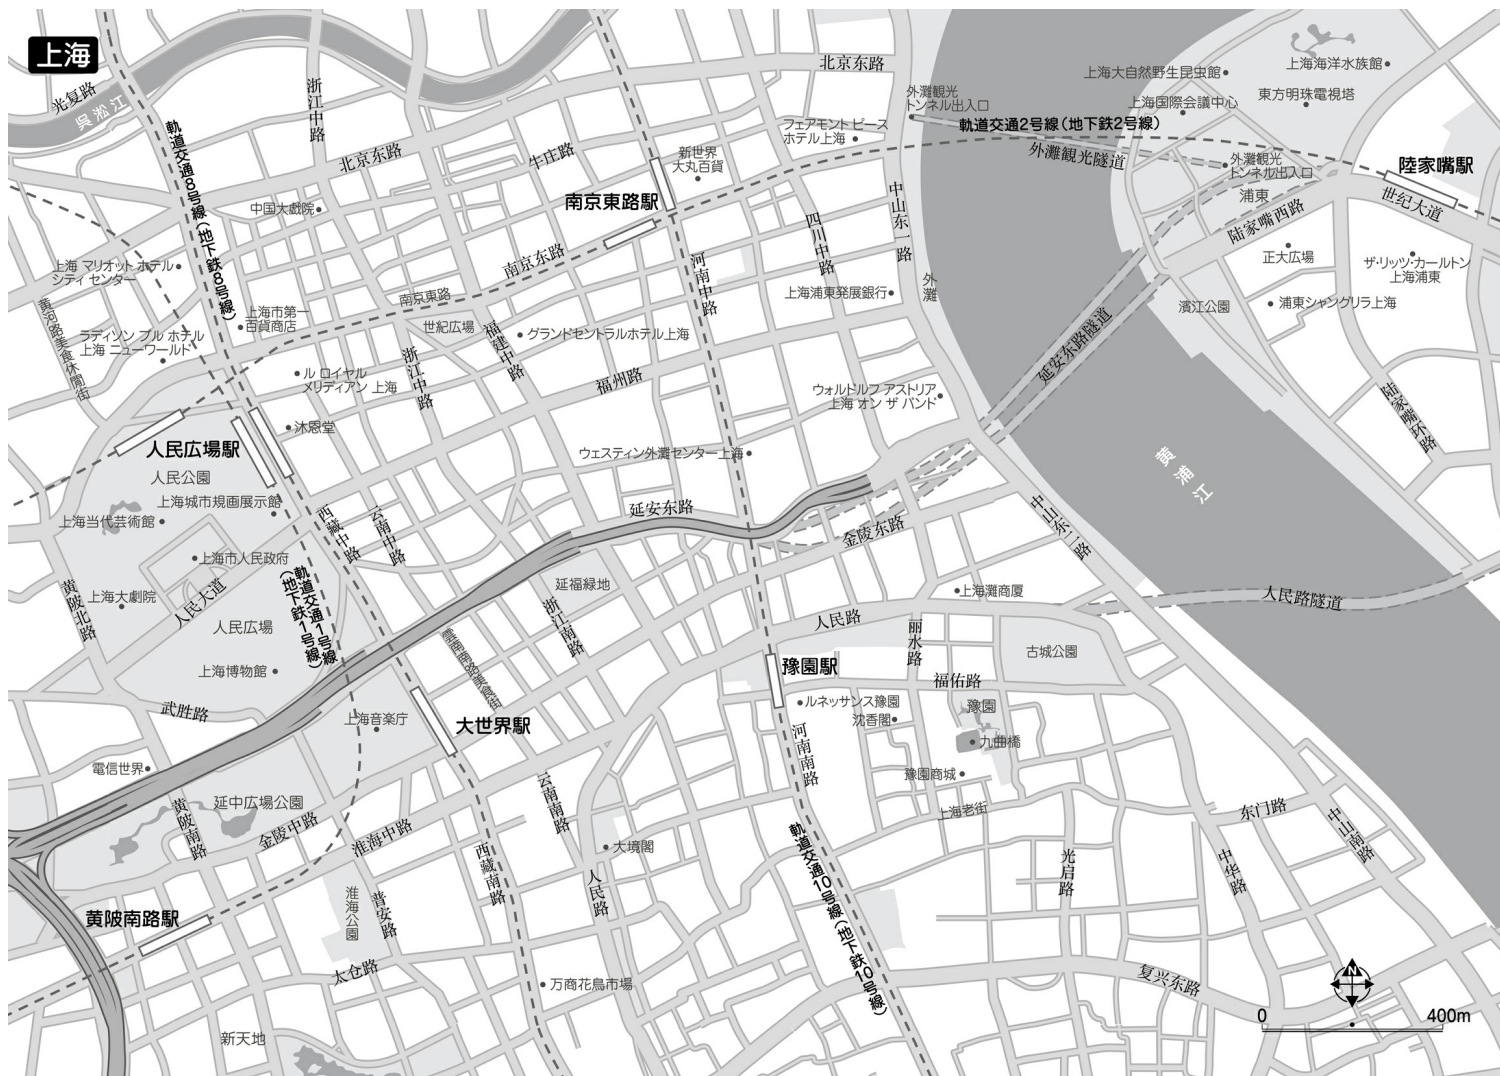 上海
光复路
呉淞江
浙江中路
軌道交通8号線(地下鉄8号線)
北京东路
牛庄路
新世界
大丸百貨
中国大戯院
南京東路駅
フェアモント ピース
ホテル上海
北京东路
外灘観光
トンネル出入口
軌道交通2号線(地下鉄2号線)
外灘観光隧道
上海大自然野生昆虫館
上海国際会議中心
上海海洋水族館
東方明珠電視塔
外灘観光
トンネル出入口
浦東
陸家嘴駅
世纪大道
陆家嘴西路
正大広場
ザ・リッツ・カールトン
上海浦東
濱江公園
浦東シャングリラ上海
陆家嘴环路
中山东一路
四川中路
外灘
河南中路
南京东路
南京東路
世紀広場
福建中路
上海浦東発展銀行
グランドセントラルホテル上海
上海 マリオット ホテル
シティ センター
黄河路美食休閒街
上海市第一
百貨商店
ラディソン ブル ホテル
上海 ニューワールド
ル ロイヤル
メリディアン 上海
浙江中路
福州路
ウォルドルフ アストリア
上海 オン ザ バンド
延安东路隧道
沐恩堂
人民広場駅
人民公園
上海城市規画展示館
上海当代芸術館
上海市人民政府
上海大劇院
人民大道
人民広場
上海博物館
黄陂北路
武胜路
西藏中路
云南中路
軌道交通1号線
(地下鉄1号線)
ウェスティン外灘センター上海
延安东路
金陵东路
黄浦江
中山东二路
延福緑地
浙江南路
雲南南路美食街
人民路
上海灘商厦
丽水路
人民路隧道
古城公園
豫園駅
福佑路
ルネッサンス豫園
沈香閣
豫園
九曲橋
豫園商城
上海老街
河南南路
上海音楽庁
大世界駅
電信世界
延中広場公園
黄陂南路
金陵中路
淮海中路
云南南路
西藏南路
大境閣
人民路
軌道交通10号線(地下鉄10号線)
光启路
东门路
中山南路
中华路
淮海公園
普安路
黄陂南路駅
太仓路
万商花鳥市場
新天地
复兴东路
N
0
400m